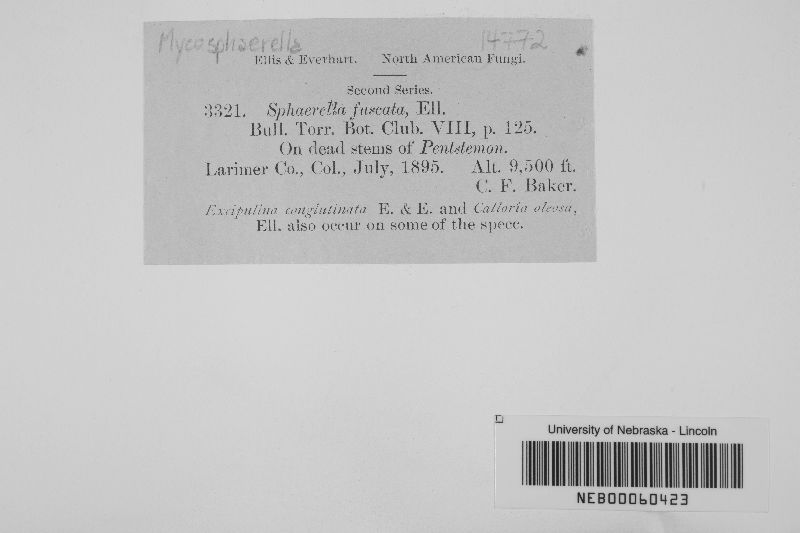 Mycosphaerella 14772
Ellis & Everhart. North American Fungi.
Second Series.
3321. Sphaerella fuscata, Ell.
Bull. Torr. Bot. Club. VIII, p. 125.
On dead stems of Pentstemon.
Larimer Co., Col., July, 1895. Alt. 9,500 ft.
C. F. Baker.
Excipulina conglutinata E. & E. and Calloria oleosa,
Ell. also occur on some of the specc.
University of Nebraska - Lincoln
NEB00060423